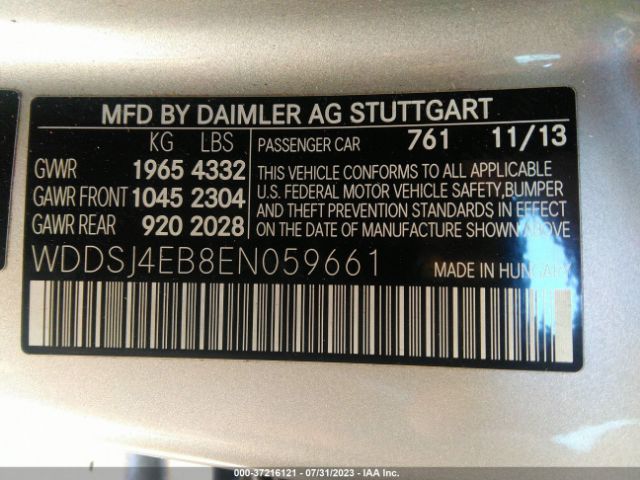 MFD BY DAIMLER AG STUTTGART
KG LBS PASSENGER CAR 761 11/13
GVWR 1965 4332
GAWR FRONT 1045 2304
GAWR REAR 920 2028
THIS VEHICLE CONFORMS TO ALL APPLICABLE
U.S. FEDERAL MOTOR VEHICLE SAFETY,BUMPER
AND THEFT PREVENTION STANDARDS IN EFFECT
ON THE DATE OF MANUFACTURE SHOWN ABOVE
WDDSJ4EB8EN059661 MADE IN HUNGARY
000-37216121 - 07/31/2023 - IAA Inc.